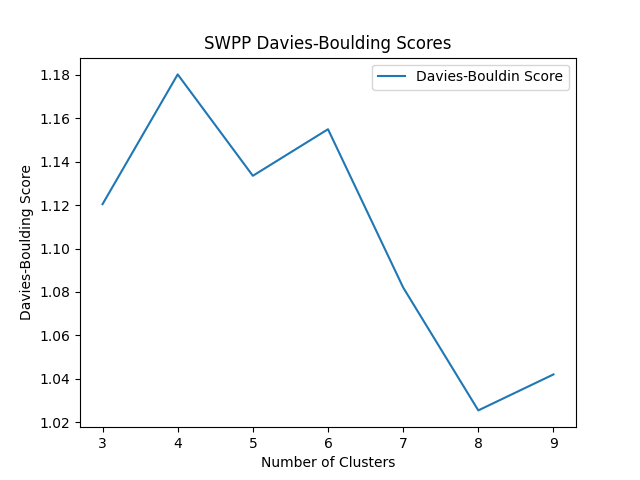 SWPP Davies-Boulding Scores
Davies-Bouldin Score
Davies-Boulding Score
1.18
1.16
1.14
1.12
1.10
1.08
1.06
1.04
1.02
3 4 5 6 7 8 9
Number of Clusters